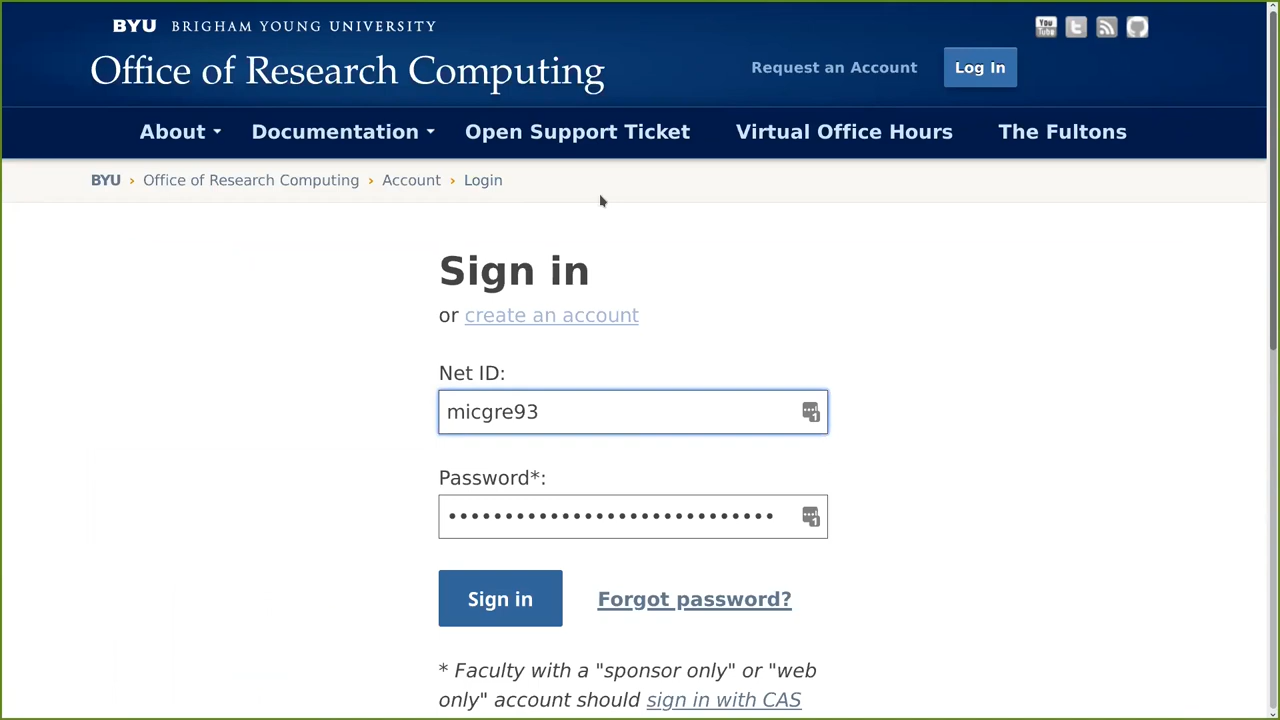 BYU BRIGHAM YOUNG UNIVERSITY
You Tube
Office of Research Computing
Request an Account Log In
About Documentation Open Support Ticket Virtual Office Hours The Fultons
BYU › Office of Research Computing › Account › Login
Sign in
or create an account
Net ID:
micgre93
Password*:
••••••••••••••••••••••••••••••
Sign in Forgot password?
* Faculty with a "sponsor only" or "web
only" account should sign in with CAS